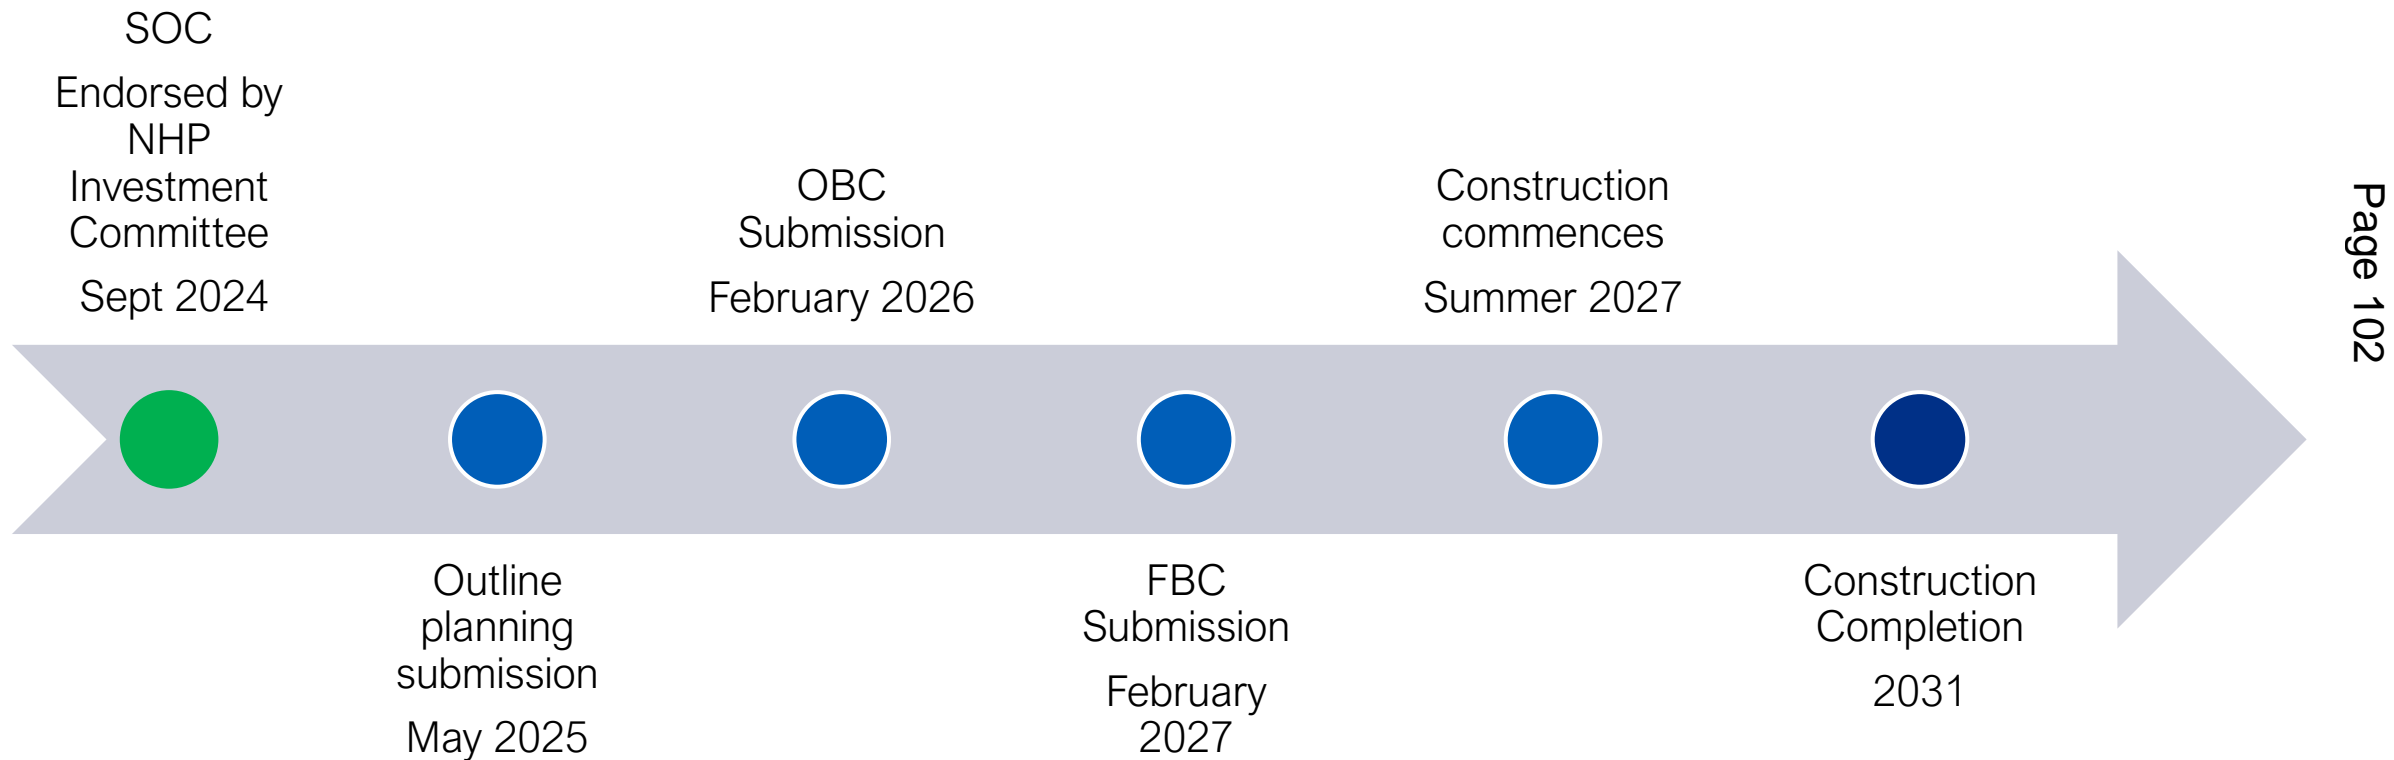 SOC
Endorsed by
NHP
Investment
Committee
Sept 2024
Outline
planning
submission
May 2025
OBC
Submission
February 2026
FBC
Submission
February
2027
Construction
commences
Summer 2027
Construction
Completion
2031
Page 102